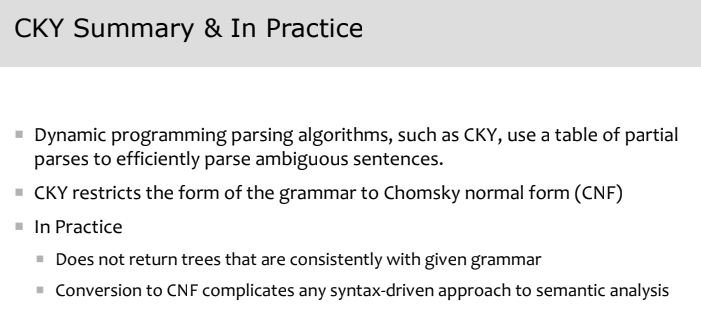 CKY Summary & In Practice
Dynamic programming parsing algorithms, such as CKY, use a table of partial
parses to efficiently parse ambiguous sentences.
CKY restricts the form of the grammar to Chomsky normal form (CNF)
In Practice
Does not return trees that are consistently with given grammar
Conversion to CNF complicates any syntax-driven approach to semantic analysis